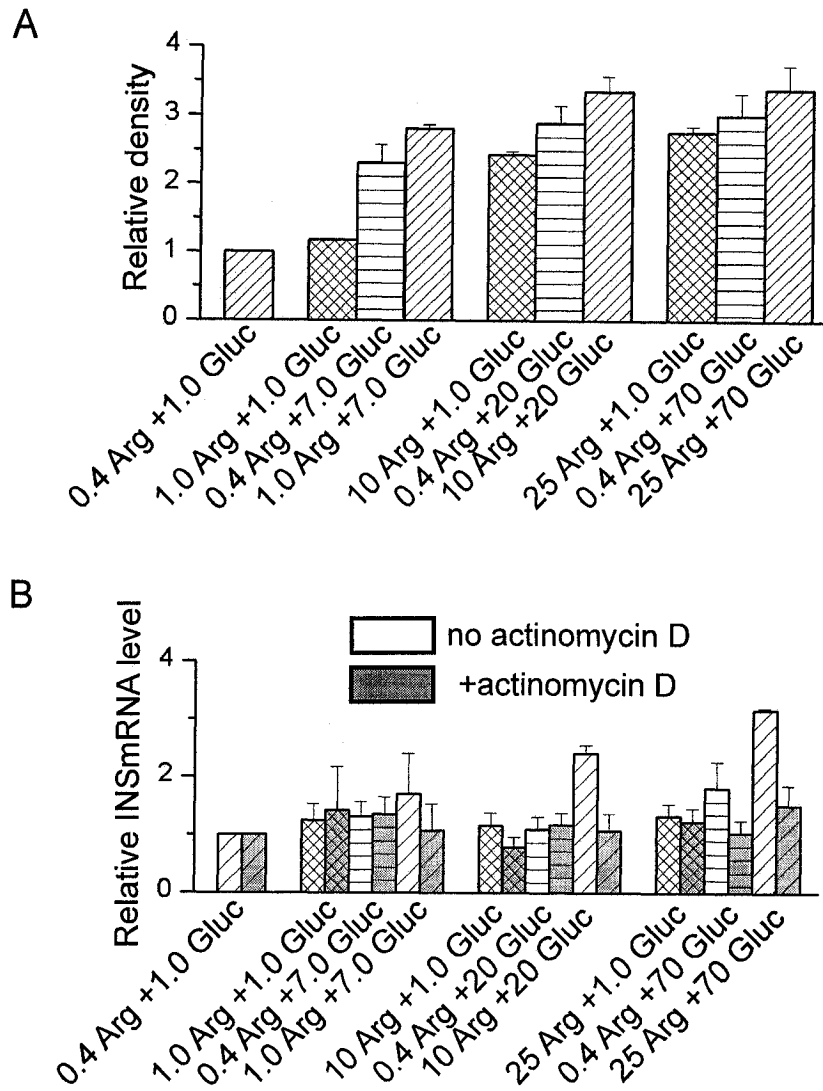 A
Relative density
4
3
2
1
0
0.4 Arg +1.0 Gluc
1.0 Arg +1.0 Gluc
0.4 Arg +7.0 Gluc
1.0 Arg +7.0 Gluc
10 Arg +1.0 Gluc
0.4 Arg +20 Gluc
10 Arg +20 Gluc
25 Arg +1.0 Gluc
0.4 Arg +70 Gluc
25 Arg +70 Gluc
B
Relative INSmRNA level
no actinomycin D
+actinomycin D
4
2
0
0.4 Arg +1.0 Gluc
1.0 Arg +1.0 Gluc
0.4 Arg +7.0 Gluc
1.0 Arg +7.0 Gluc
10 Arg +1.0 Gluc
0.4 Arg +20 Gluc
10 Arg +20 Gluc
25 Arg +1.0 Gluc
0.4 Arg +70 Gluc
25 Arg +70 Gluc